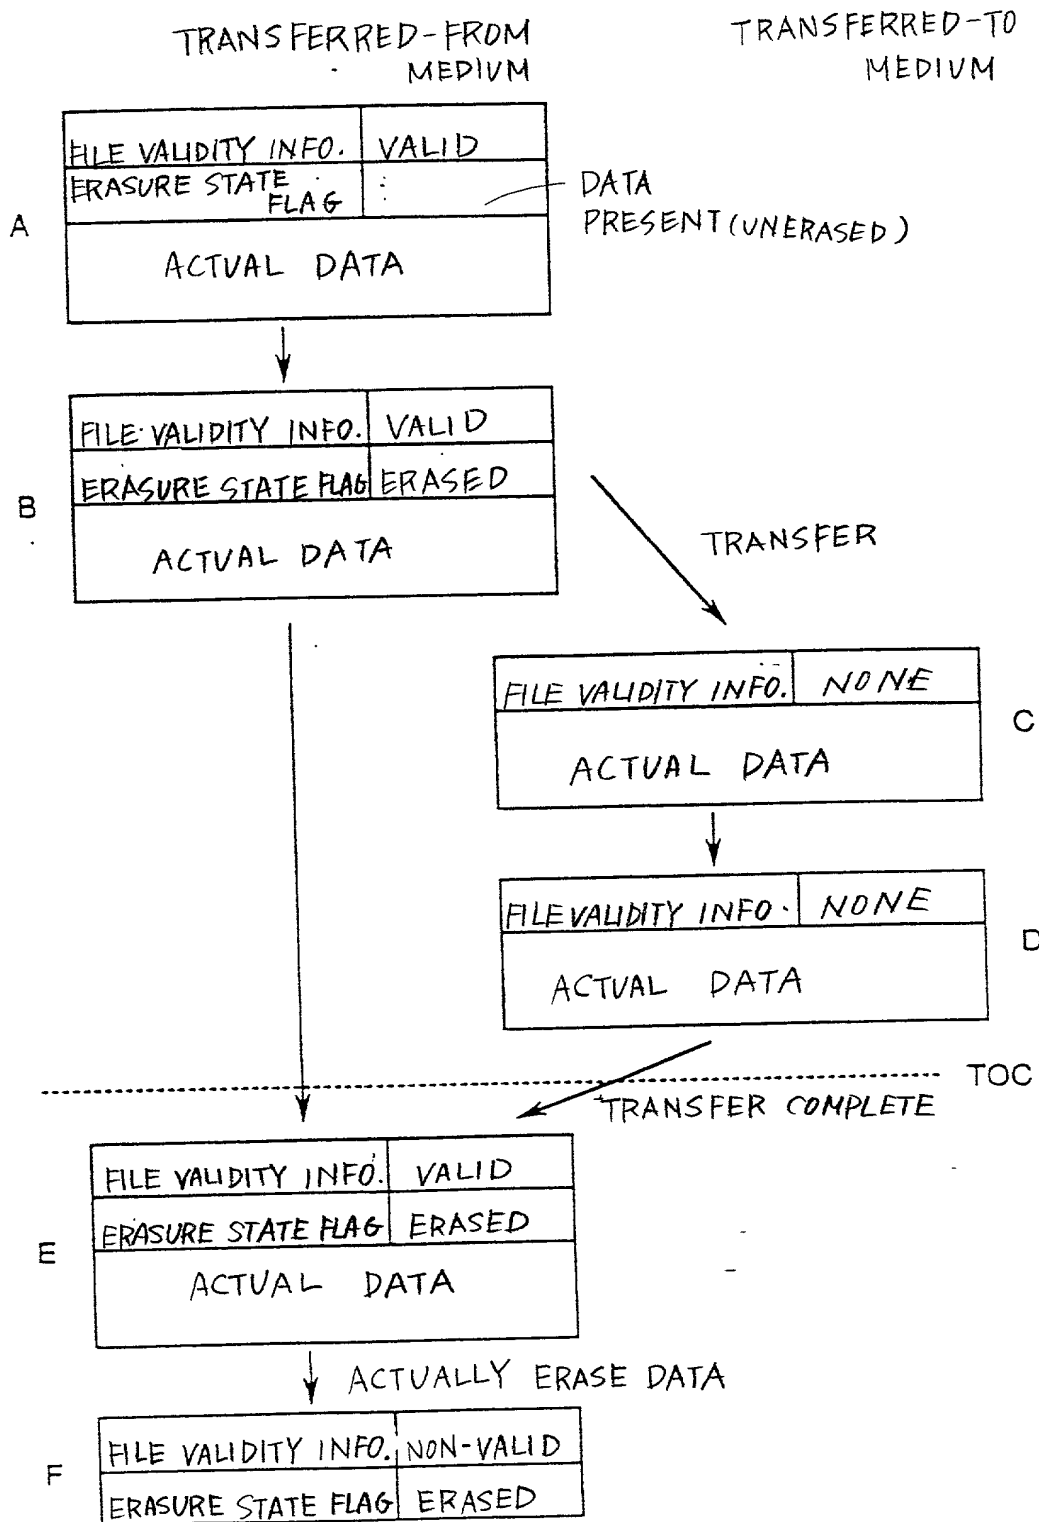 TRANSFERRED-FROM
MEDIUM
TRANSFERRED-TO
MEDIUM
A
FILE VALIDITY INFO. VALID
ERASURE STATE
FLAG
DATA
PRESENT (UNERASED)
ACTUAL DATA
B
FILE VALIDITY INFO. VALID
ERASURE STATE FLAG ERASED
ACTUAL DATA
TRANSFER
FILE VALIDITY INFO. NONE
C
ACTUAL DATA
FILE VALIDITY INFO. NONE
D
ACTUAL DATA
TOC
TRANSFER COMPLETE
E
FILE VALIDITY INFO. VALID
ERASURE STATE FLAG ERASED
ACTUAL DATA
ACTUALLY ERASE DATA
F
FILE VALIDITY INFO. NON-VALID
ERASURE STATE FLAG ERASED